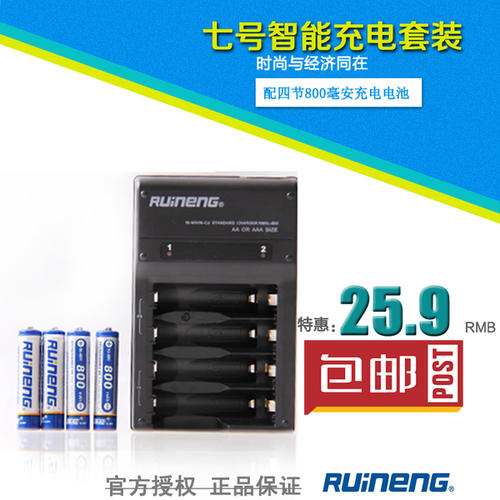 七号智能充电套装
时尚与经济同在
配四节800毫安充电电池
RUiNENG®
STANDARD CHARGER
AA OR AAA SIZE
1 2
特惠：25.9 RMB
包邮 POST
RUiNENG
RUiNENG
800
800
官方授权 正品保证
RUiNENG®